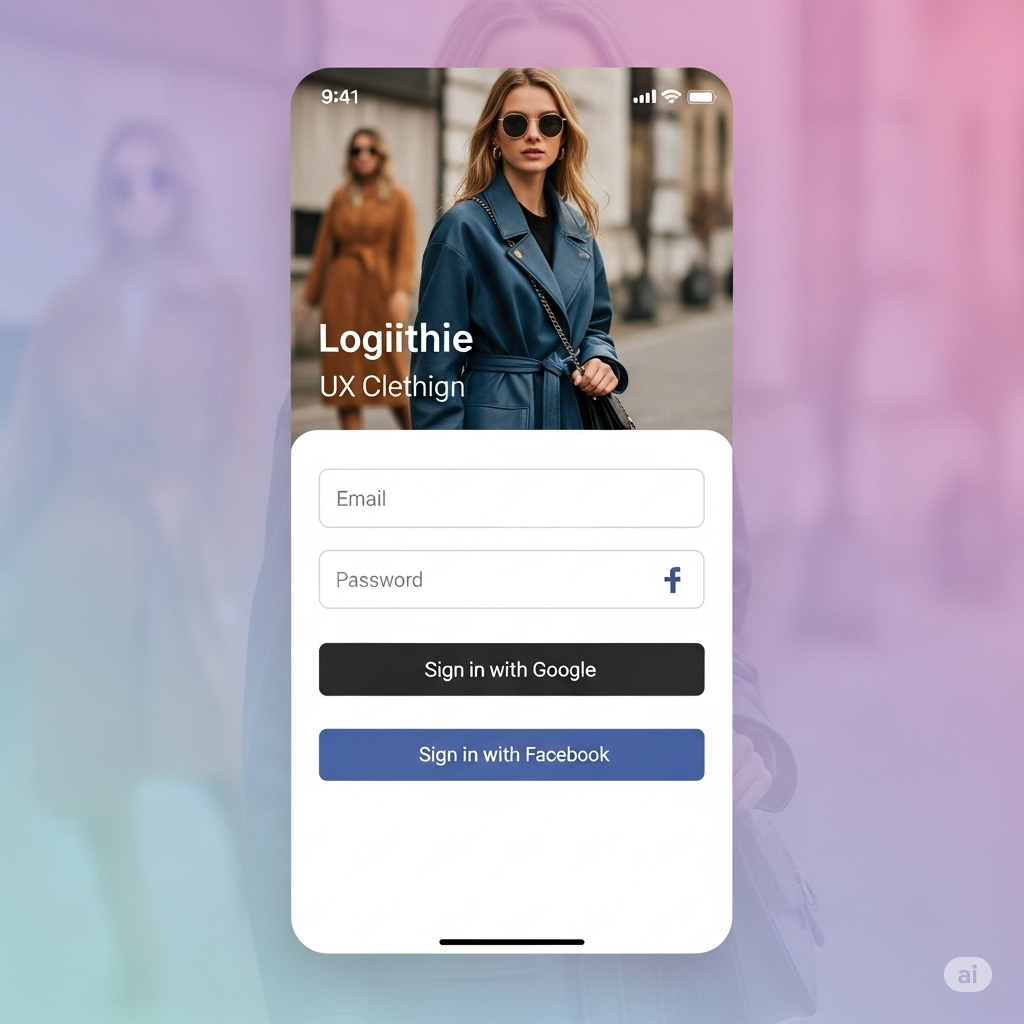 9:41
Logiithie
UX Clethign
Email
Password
f
Sign in with Google
Sign in with Facebook
ai